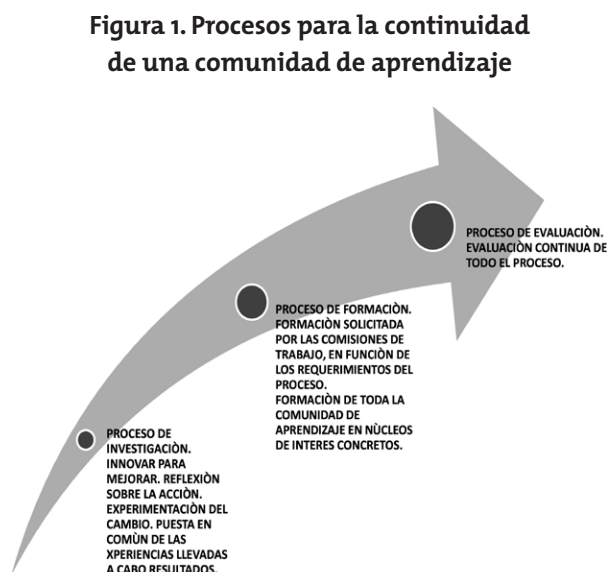 Figura 1. Procesos para la continuidad
de una comunidad de aprendizaje
PROCESO DE EVALUACIÒN.
EVALUACIÒN CONTINUA DE
TODO EL PROCESO.
PROCESO DE FORMACIÒN.
FORMACIÒN SOLICITADA
POR LAS COMISIONES DE
TRABAJO, EN FUNCIÒN DE
LOS REQUERIMIENTOS DEL
PROCESO.
FORMACIÒN DE TODA LA
COMUNIDAD DE
APRENDIZAJE EN NÙCLEOS
DE INTERES CONCRETOS.
PROCESO DE
INVESTIGACIÒN.
INNOVAR PARA
MEJORAR. REFLEXIÒN
SOBRE LA ACCIÒN.
EXPERIMENTACIÒN DEL
CAMBIO. PUESTA EN
COMÙN DE LAS
XPERIENCIAS LLEVADAS
A CABO RESULTADOS.